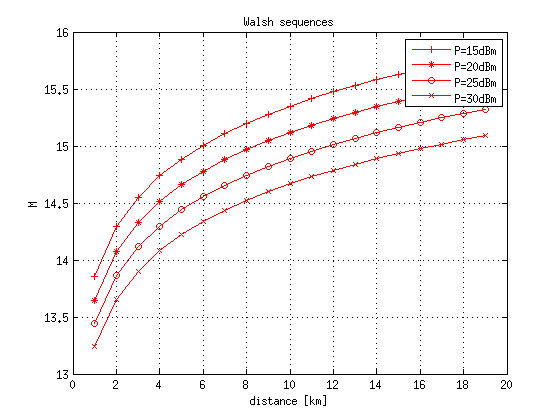 Walsh sequences
16
15.5
15
14.5
14
13.5
13
M
P=15dBm
P=20dBm
P=25dBm
P=30dBm
0 2 4 6 8 10 12 14 16 18 20
distance [km]